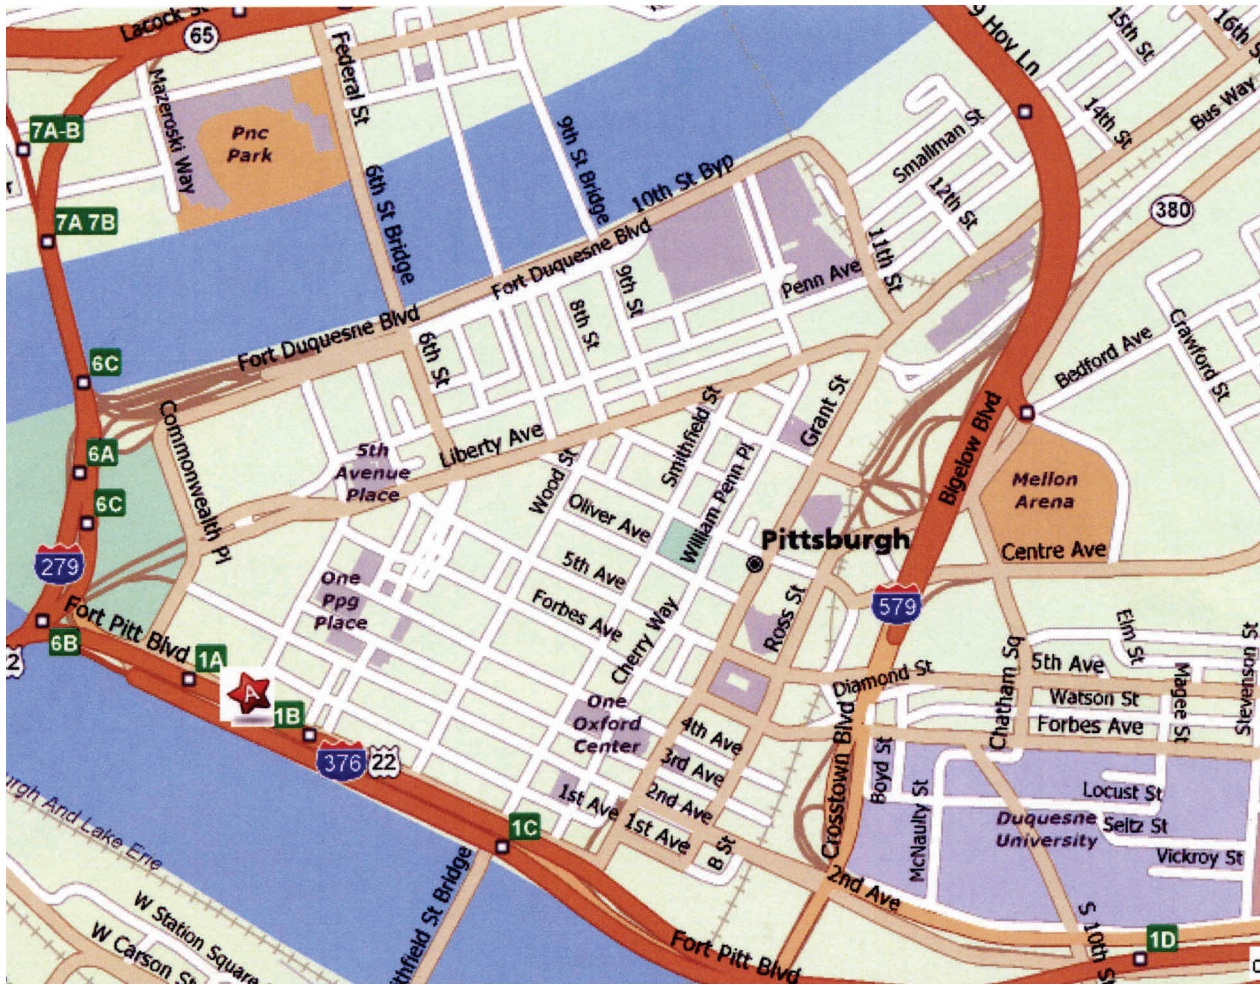 Lacock St
65
9 Hov Ln
15th St
16th St
Federal St
Mazeroski Way
7A-B
Pnc
Park
9th St Bridge
Smallman St
14th St
Bus Way
6th St Bridge
10th St Byp
12th St
380
7A 7B
Fort Duquesne Blvd
11th St
Penn Ave
9th St
8th St
Fort Duquesne Blvd
6th St
6C
Bedford Ave
Crawford St
Commonwealth Pl
Liberty Ave
Smithfield St
Grant St
Bigelow Blvd
5th
Avenue
Place
6A
Wood St
William Penn Pl
Mellon
Arena
6C
Oliver Ave
Pittsburgh
Centre Ave
279
5th Ave
One
Ppg
Place
Forbes Ave
Ross St
579
Fort Pitt Blvd
6B
Cherry Way
Elm St
Stevenson St
1A
Diamond St
Chatham Sq
5th Ave
Magee St
A
Watson St
1B
One
Oxford
Center
4th Ave
Forbes Ave
376
22
3rd Ave
Crosstown Blvd
Boyd St
2nd Ave
1st Ave
McNaulty St
Locust St
1C
1st Ave
Duquesne
University
Seitz St
B St
Vickroy St
urgh And Lake Erie
2nd Ave
W Station Square
thfield St Bridge
S 10th St
W Carson St
Fort Pitt Blvd
1D